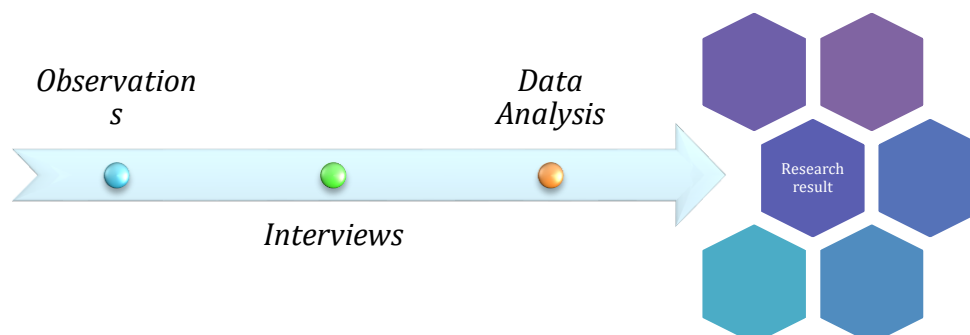 Observation
s
Interviews
Data
Analysis
Research
result